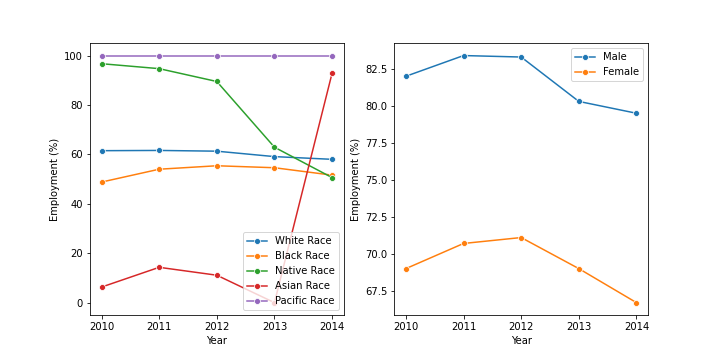 100
80
60
40
20
0
Employment (%)
2010 2011 2012 2013 2014
Year
White Race
Black Race
Native Race
Asian Race
Pacific Race
82.5
80.0
77.5
75.0
72.5
70.0
67.5
Employment (%)
2010 2011 2012 2013 2014
Year
Male
Female